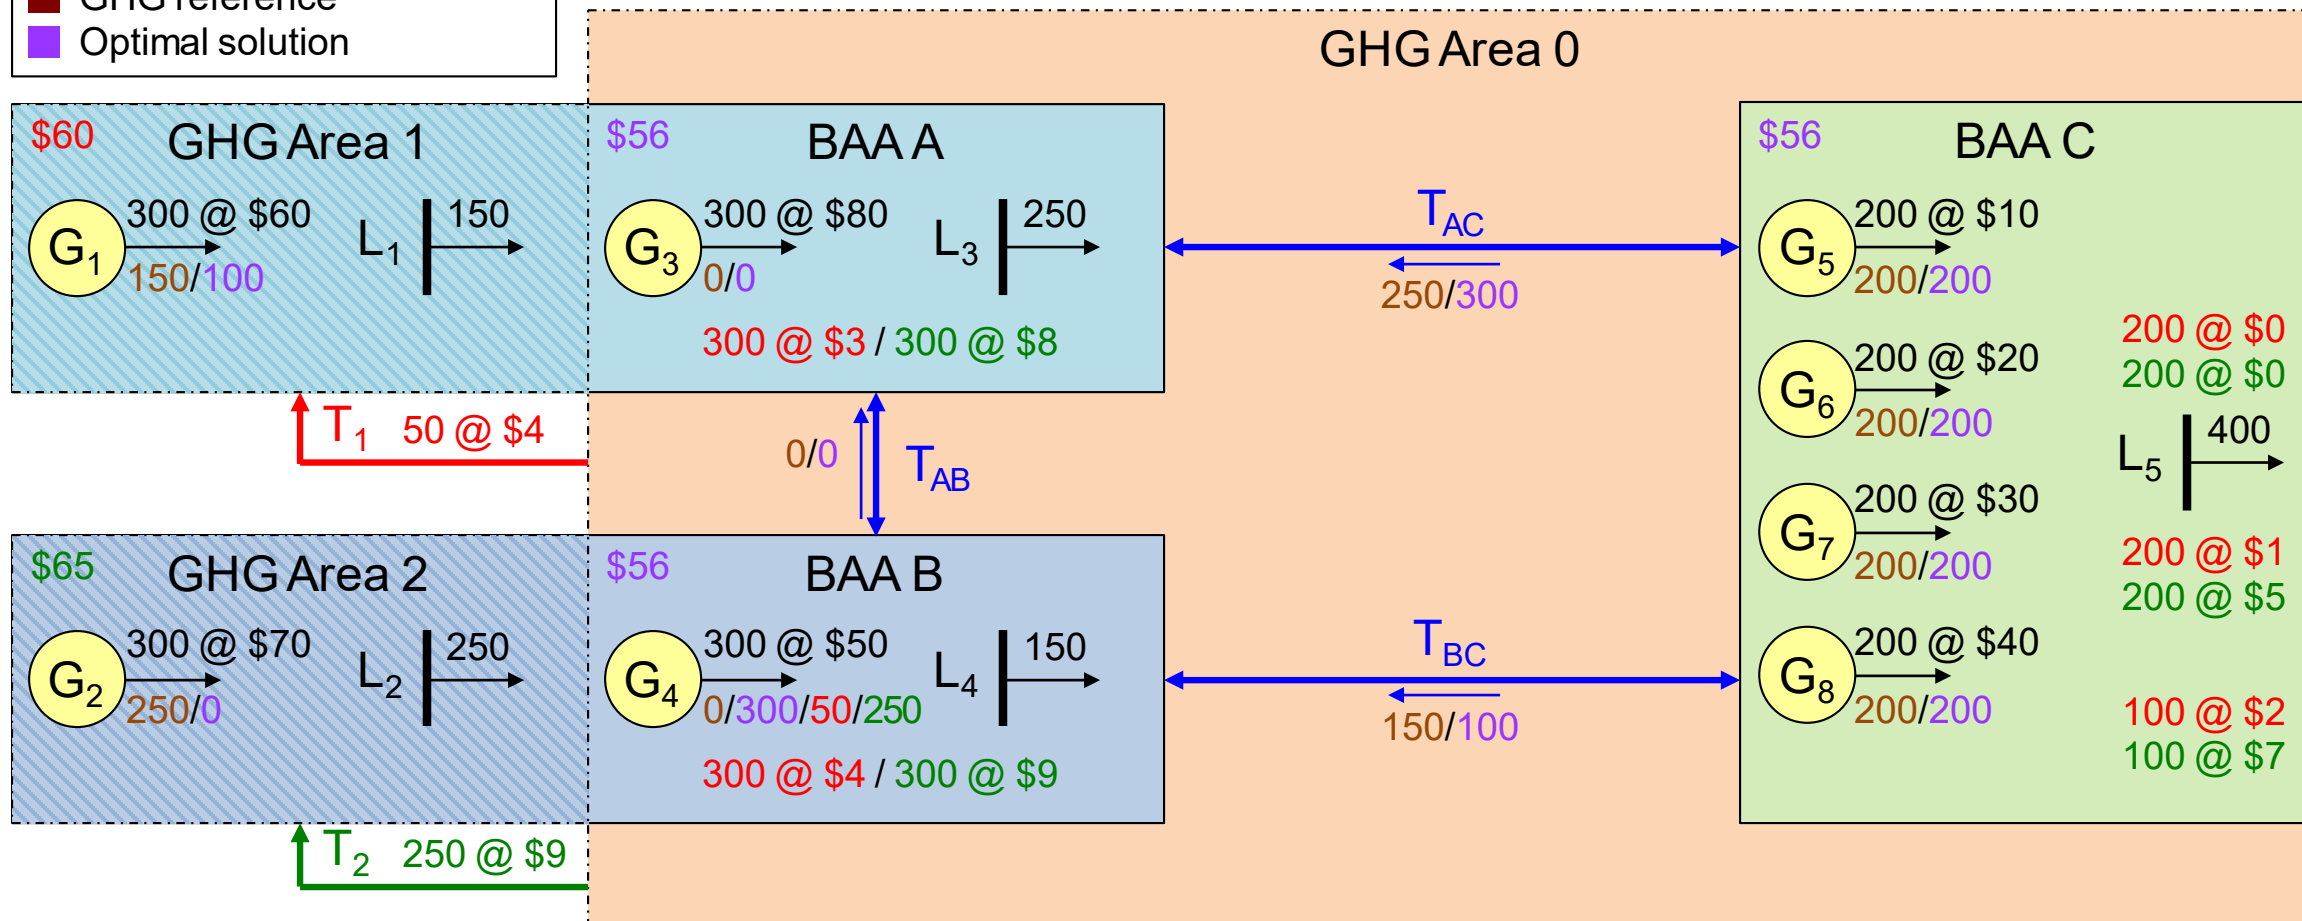 GHG reference
Optimal solution
GHG Area 0
$60
GHG Area 1
G1
300 @ $60
150/100
L1
150
$56
BAA A
G3
300 @ $80
0/0
L3
250
300 @ $3 / 300 @ $8
TAC
250/300
$56
BAA C
G5
200 @ $10
200/200
200 @ $0
200 @ $0
G6
200 @ $20
200/200
L5
400
G7
200 @ $30
200/200
200 @ $1
200 @ $5
G8
200 @ $40
200/200
100 @ $2
100 @ $7
T1 50 @ $4
0/0
TAB
$65
GHG Area 2
G2
300 @ $70
250/0
L2
250
$56
BAA B
G4
300 @ $50
0/300/50/250
L4
150
300 @ $4 / 300 @ $9
TBC
150/100
T2 250 @ $9